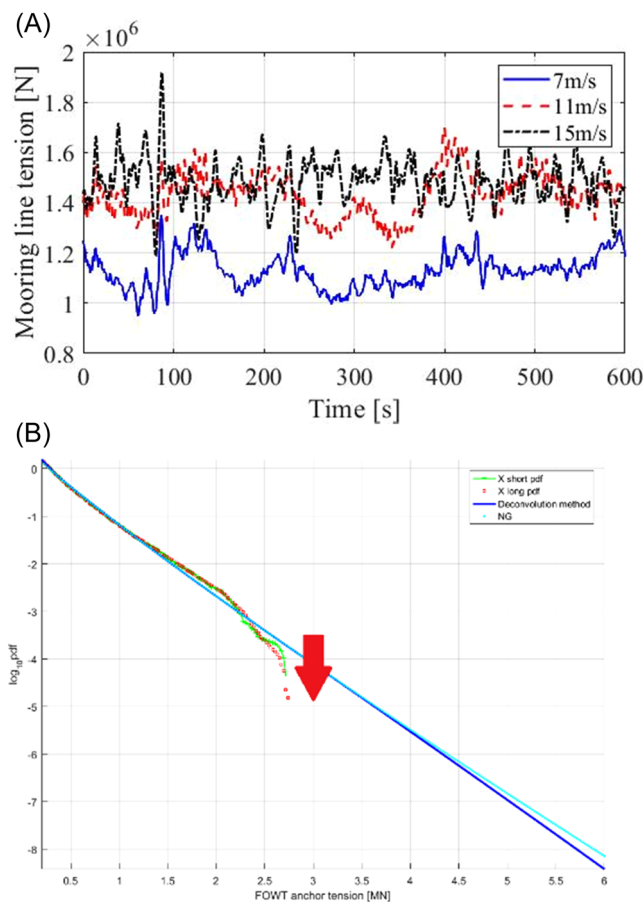 (A)
×10⁶
2
1.8
1.6
1.4
1.2
1
0.8
Mooring line tension [N]
7m/s
11m/s
15m/s
0 100 200 300 400 500 600
Time [s]
(B)
0
-1
-2
-3
-4
-5
-6
-7
-8
log₁₀pdf
X short pdf
X long pdf
Deconvolution method
NG
0.5 1 1.5 2 2.5 3 3.5 4 4.5 5 5.5 6
FOWT anchor tension [MN]